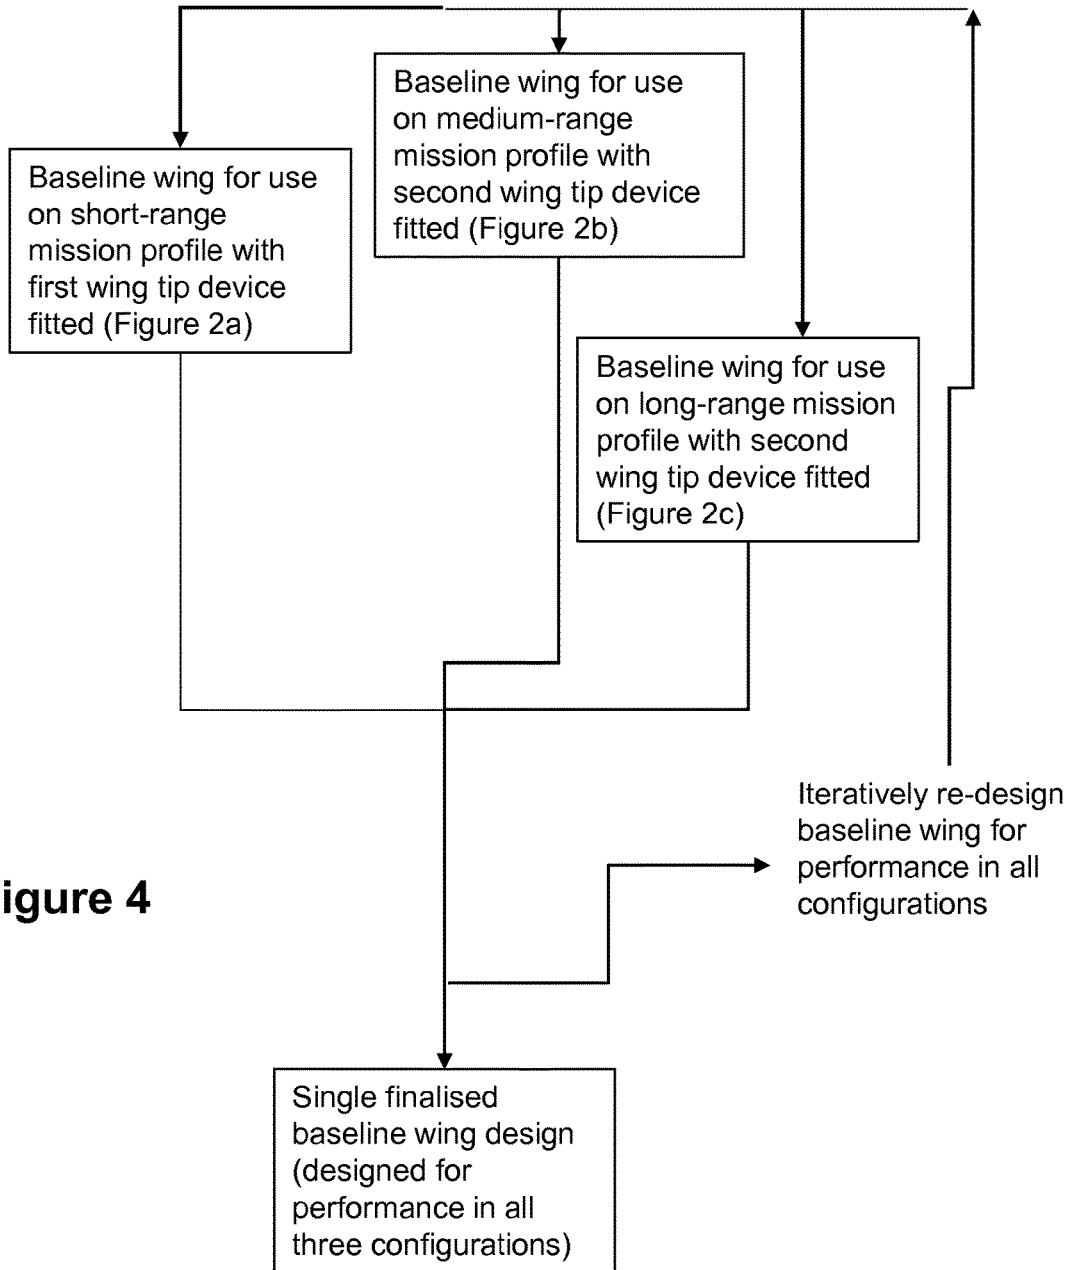 Baseline wing for use
on short-range
mission profile with
first wing tip device
fitted (Figure 2a)
Baseline wing for use
on medium-range
mission profile with
second wing tip device
fitted (Figure 2b)
Baseline wing for use
on long-range mission
profile with second
wing tip device fitted
(Figure 2c)
Iteratively re-design
baseline wing for
performance in all
configurations
igure 4
Single finalised
baseline wing design
(designed for
performance in all
three configurations)